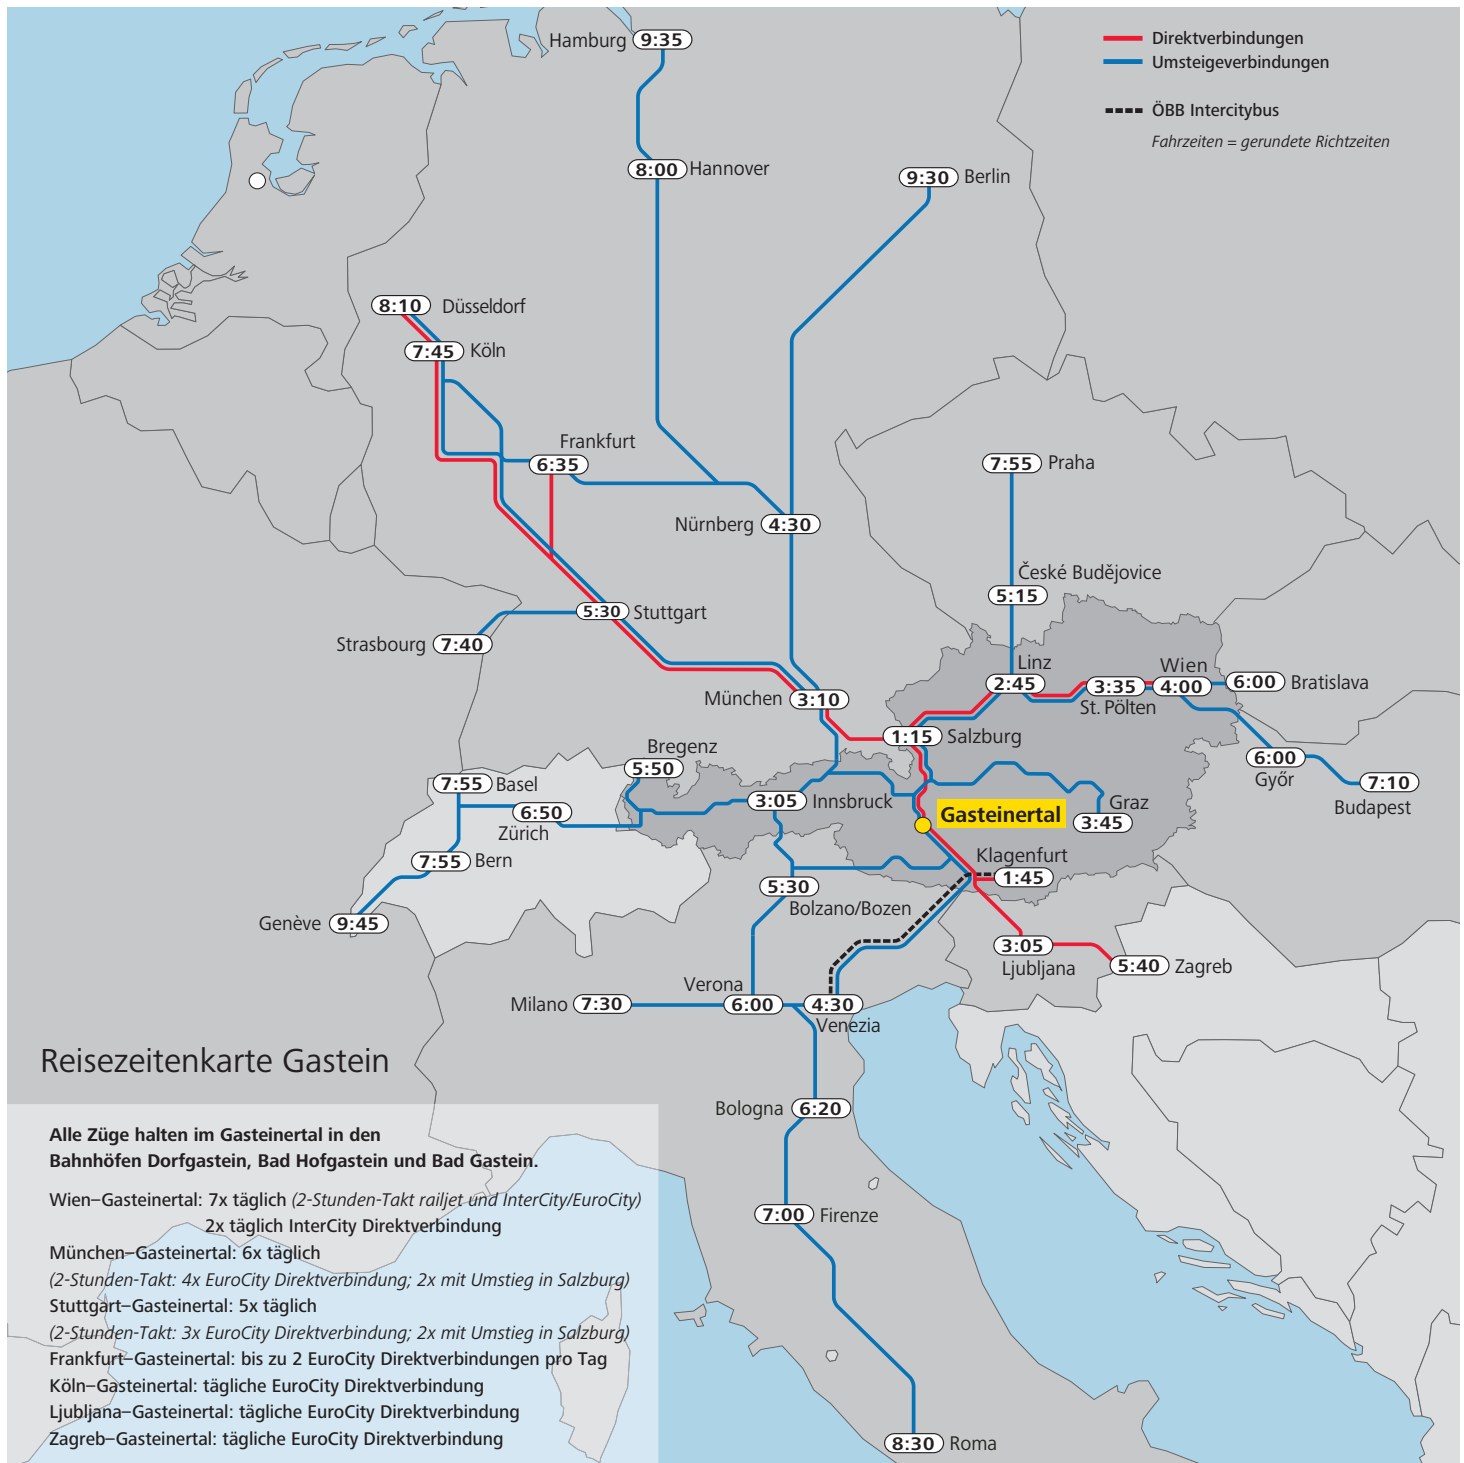 Hamburg 9:35
Direktverbindungen
Umsteigeverbindungen
ÖBB Intercitybus
Fahrzeiten = gerundete Richtzeiten
8:00 Hannover
9:30 Berlin
8:10 Düsseldorf
7:45 Köln
Frankfurt
6:35
7:55 Praha
Nürnberg 4:30
České Budějovice
5:15
5:30 Stuttgart
Strasbourg 7:40
Linz
2:45
Wien
4:00
3:35
St. Pölten
6:00 Bratislava
München 3:10
1:15 Salzburg
Bregenz
5:50
6:00
Győr
7:10
Budapest
7:55 Basel
6:50
Zürich
3:05 Innsbruck
Gasteinertal
Graz
3:45
7:55 Bern
Klagenfurt
1:45
5:30
Bolzano/Bozen
Genève 9:45
3:05
Ljubljana
5:40 Zagreb
Verona
Milano 7:30
6:00
4:30
Venezia
Reisezeitenkarte Gastein
Bologna 6:20
Alle Züge halten im Gasteinertal in den
Bahnhöfen Dorfgastein, Bad Hofgastein und Bad Gastein.
Wien–Gasteinertal: 7x täglich (2-Stunden-Takt railjet und InterCity/EuroCity)
2x täglich InterCity Direktverbindung
München–Gasteinertal: 6x täglich
(2-Stunden-Takt: 4x EuroCity Direktverbindung; 2x mit Umstieg in Salzburg)
Stuttgart–Gasteinertal: 5x täglich
(2-Stunden-Takt: 3x EuroCity Direktverbindung; 2x mit Umstieg in Salzburg)
Frankfurt–Gasteinertal: bis zu 2 EuroCity Direktverbindungen pro Tag
Köln–Gasteinertal: tägliche EuroCity Direktverbindung
Ljubljana–Gasteinertal: tägliche EuroCity Direktverbindung
Zagreb–Gasteinertal: tägliche EuroCity Direktverbindung
7:00 Firenze
8:30 Roma